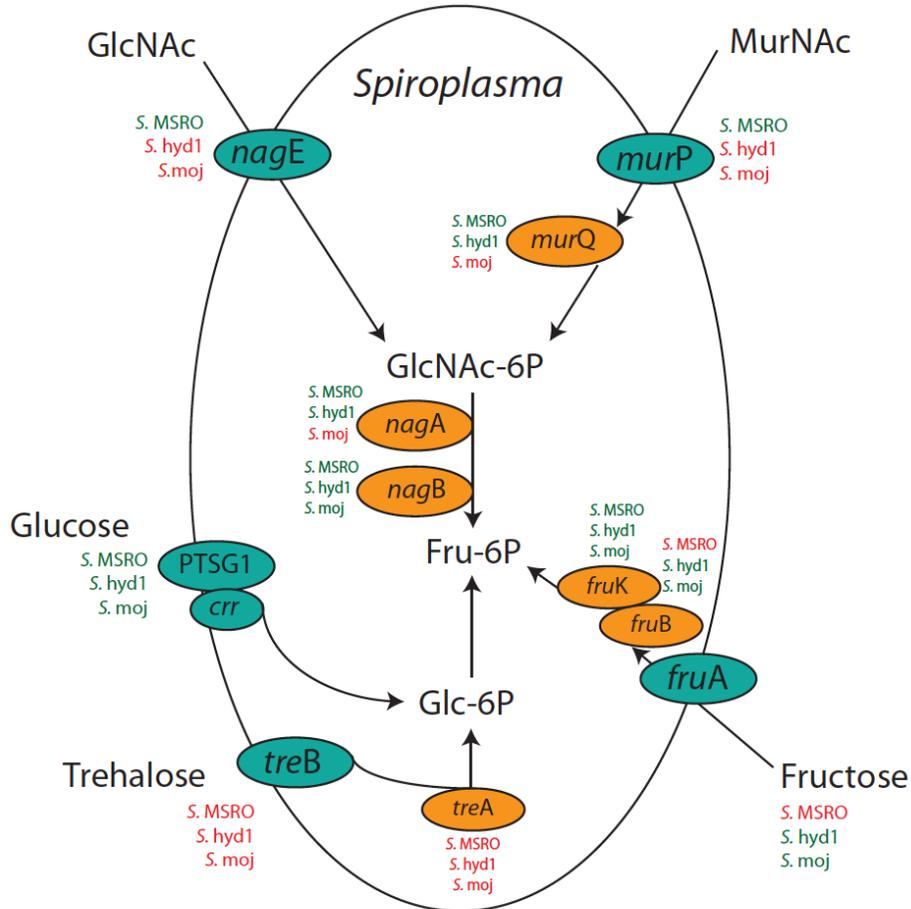 GlcNAc
MurNAc
Spiroplasma
S. MSRO
S. hyd1
S.moj
nagE
murP
S. MSRO
S. hyd1
S. moj
S. MSRO
S. hyd1
S. moj
murQ
GlcNAc-6P
S. MSRO
S. hyd1
S. moj
nagA
S. MSRO
S. hyd1
S. moj
nagB
Glucose
S. MSRO
S. hyd1
S. moj
PTSG1
crr
Fru-6P
S. MSRO
S. hyd1
S. moj
S. MSRO
S. hyd1
S. moj
fruK
fruB
fruA
Glc-6P
Trehalose
treB
S. MSRO
S. hyd1
S. moj
treA
S. MSRO
S. hyd1
S. moj
Fructose
S. MSRO
S. hyd1
S. moj